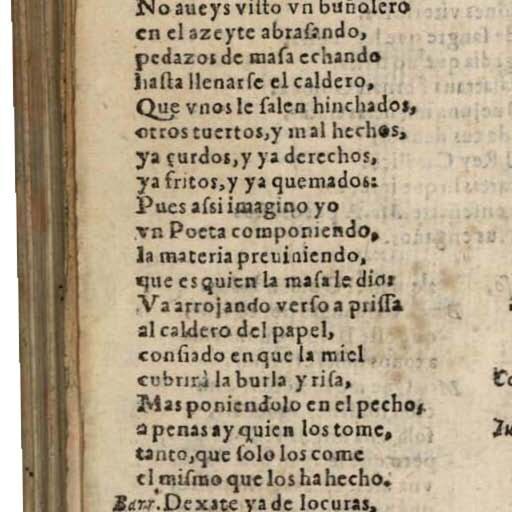 No aueys visto vn buñolero
en el azeyte abrasando,
pedazos de masa echando
hasta llenarse el caldero,
Que vnos le salen hinchados,
otros tuertos, y mal hechos,
ya çurdos, y ya derechos,
ya fritos, y ya quemados:
Pues assi imagino yo
vn Poeta componiendo,
la materia preuiniendo,
que es quien la masa le dio:
Va arrojando verso a prissa
al caldero del papel,
confiado en que la miel
cubrirà la burla y risa,
Mas poniendolo en el pecho,
a penas ay quien los tome,
tanto, que solo los come
el mismo que los ha hecho.
Barr. Dexate ya de locuras,